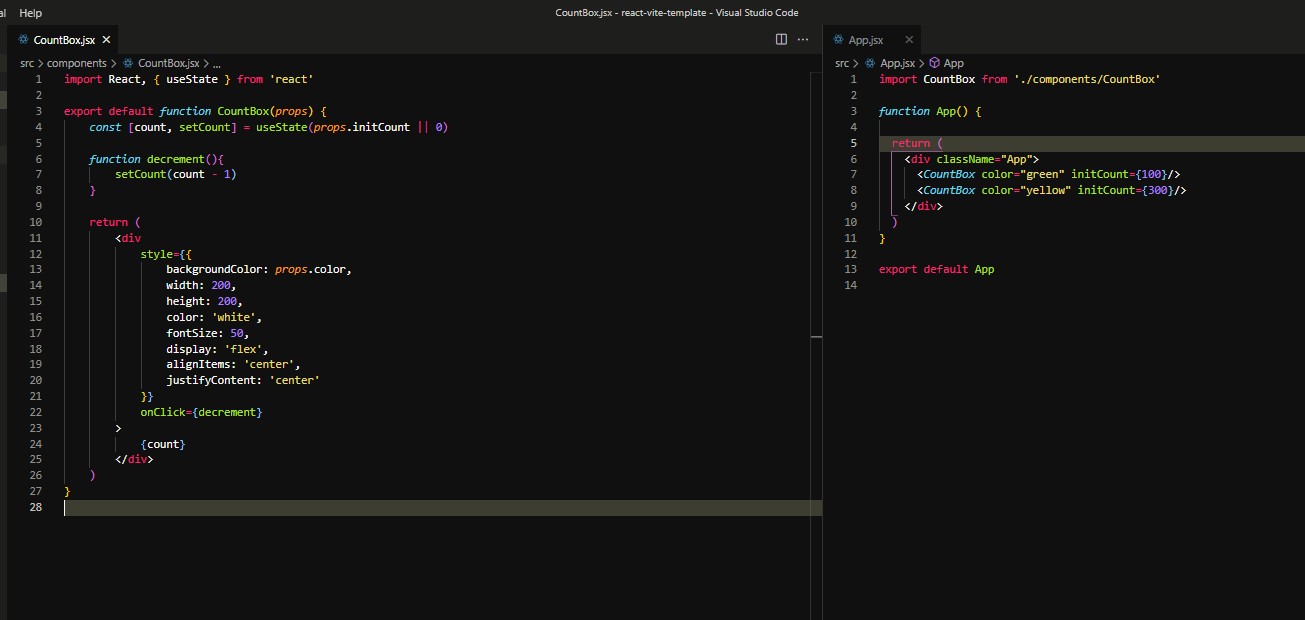 al Help
CountBox.jsx - react-vite-template - Visual Studio Code
CountBox.jsx
src > components > CountBox.jsx > ...
1 import React, { useState } from 'react'
2
3 export default function CountBox(props) {
4 const [count, setCount] = useState(props.initCount || 0)
5
6 function decrement(){
7 setCount(count - 1)
8 }
9
10 return (
11 <div
12 style={{
13 backgroundColor: props.color,
14 width: 200,
15 height: 200,
16 color: 'white',
17 fontSize: 50,
18 display: 'flex',
19 alignItems: 'center',
20 justifyContent: 'center'
21 }}
22 onClick={decrement}
23 >
24 {count}
25 </div>
26 )
27 }
28
App.jsx
src > App.jsx > App
1 import CountBox from './components/CountBox'
2
3 function App() {
4
5 return (
6 <div className="App">
7 <CountBox color="green" initCount={100}/>
8 <CountBox color="yellow" initCount={300}/>
9 </div>
10 )
11 }
12
13 export default App
14